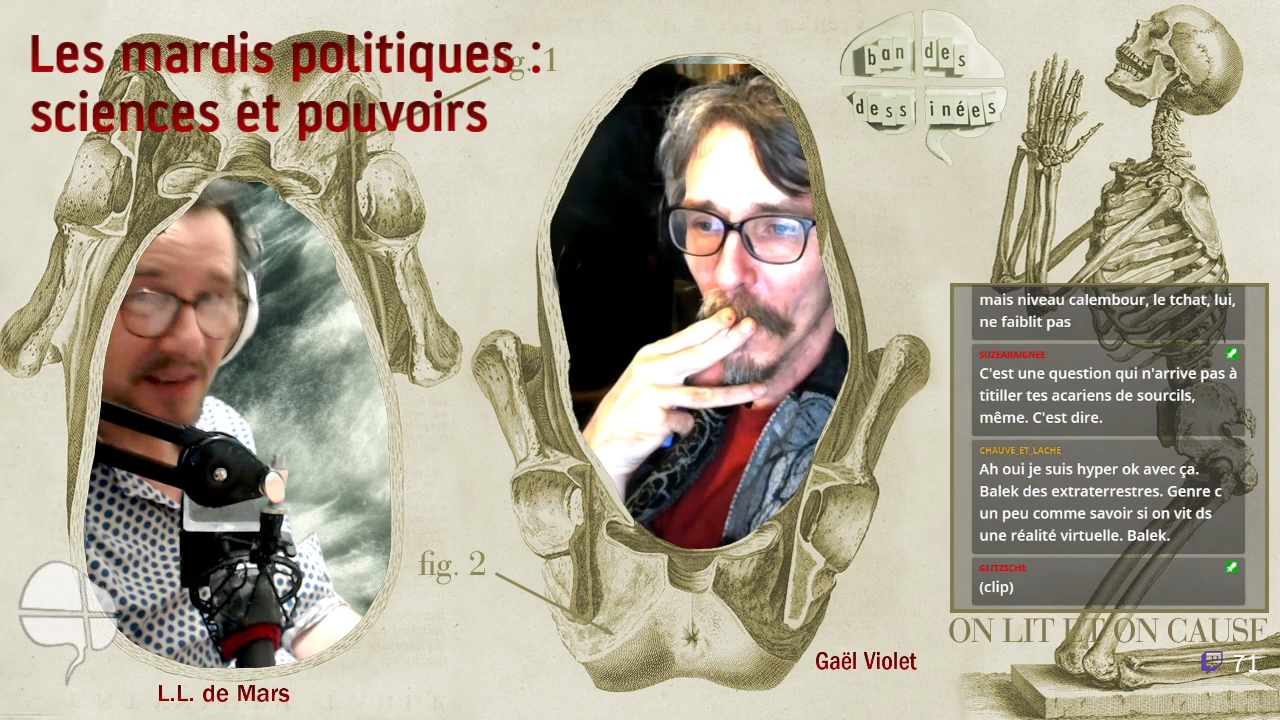 Les mardis politiques :
sciences et pouvoirs
fig. 1
ban des
dess inées
mais niveau calembour, le tchat, lui,
ne faiblit pas
SUZEARAIGNEE
C'est une question qui n'arrive pas à
titiller tes acariens de sourcils,
même. C'est dire.
CHAUVE_ET_LACHE
Ah oui je suis hyper ok avec ça.
Balek des extraterrestres. Genre c
un peu comme savoir si on vit ds
une réalité virtuelle. Balek.
GLITZSCHE
(clip)
fig. 2
ON LIT ET ON CAUSE
71
Gaël Violet
L.L. de Mars